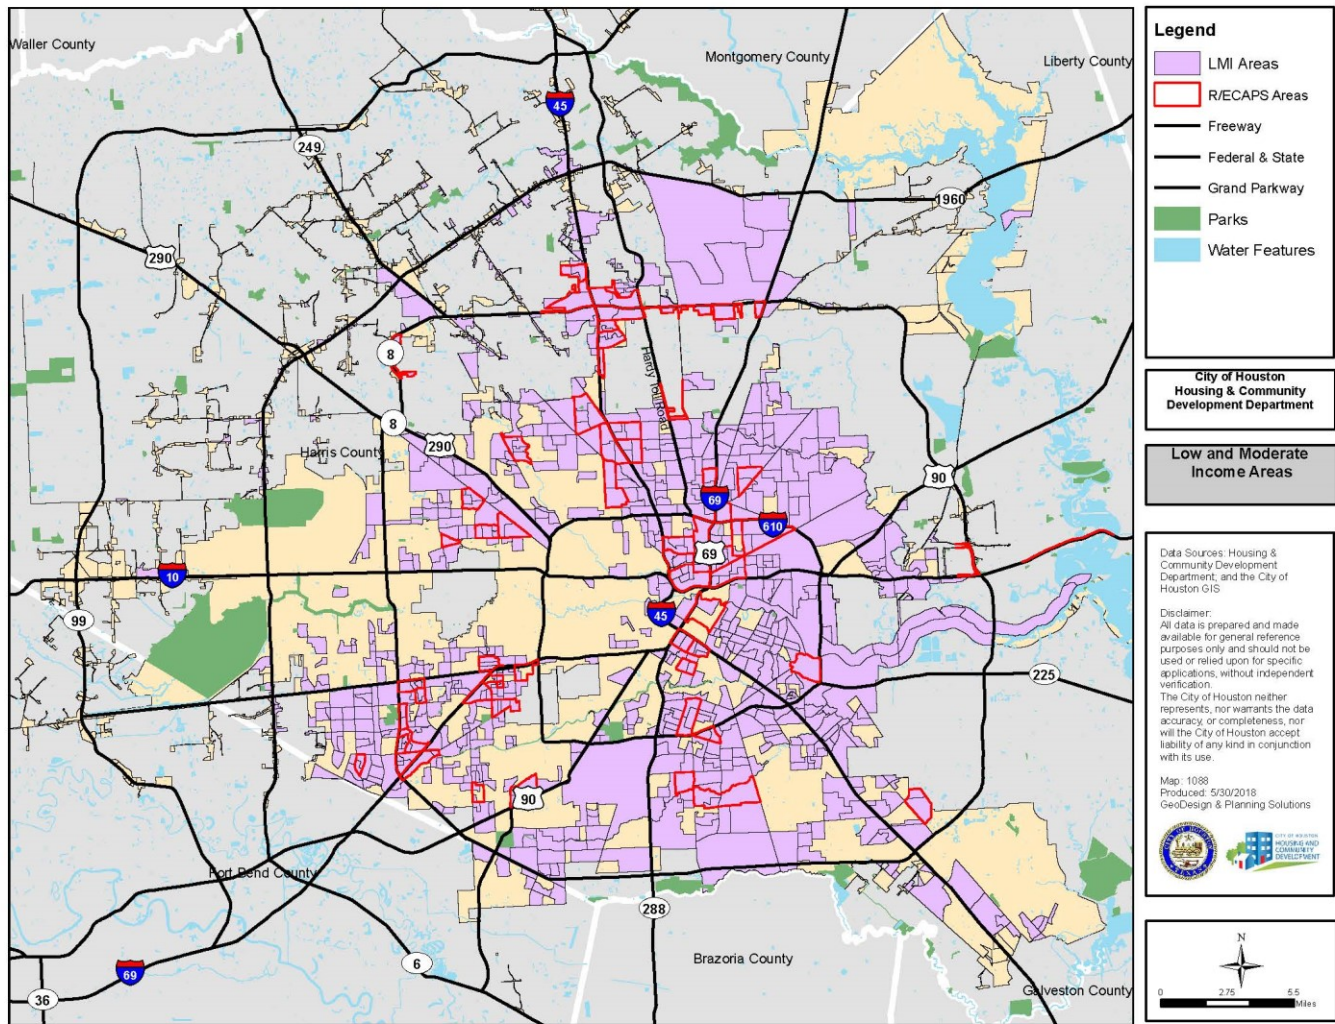 Waller County
Montgomery County
Liberty County
45
249
1960
290
8
Hardy Toll Road
8
290
Harris County
90
69
610
69
10
45
99
225
90
Fort Bend County
288
Brazoria County
6
69
36
Galveston County
Legend
LMI Areas
R/ECAPS Areas
Freeway
Federal & State
Grand Parkway
Parks
Water Features
City of Houston
Housing & Community
Development Department
Low and Moderate
Income Areas
Data Sources: Housing &
Community Development
Department; and the City of
Houston GIS
Disclaimer:
All data is prepared and made
available for general reference
purposes only and should not be
used or relied upon for specific
applications, without independent
verification.
The City of Houston neither
represents, nor warrants the data
accuracy, or completeness, nor
will the City of Houston accept
liability of any kind in conjunction
with its use.
Map: 1088
Produced: 5/30/2018
GeoDesign & Planning Solutions
CITY OF HOUSTON
HOUSING AND
COMMUNITY
DEVELOPMENT
N
0 2.75 5.5
Miles